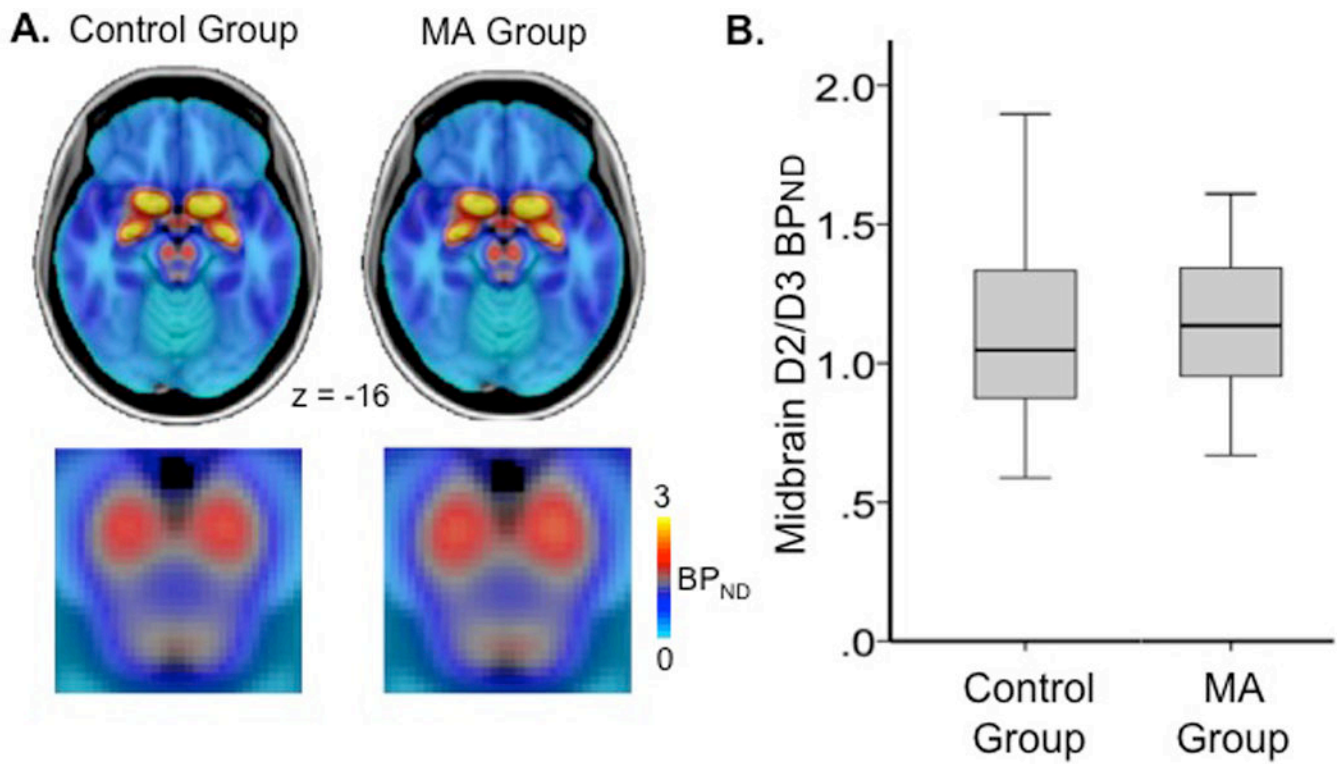 A. Control Group
MA Group
z = -16
3
BPND
0
B.
Midbrain D2/D3 BPND
2.0
1.5
1.0
.5
.0
Control
Group
MA
Group